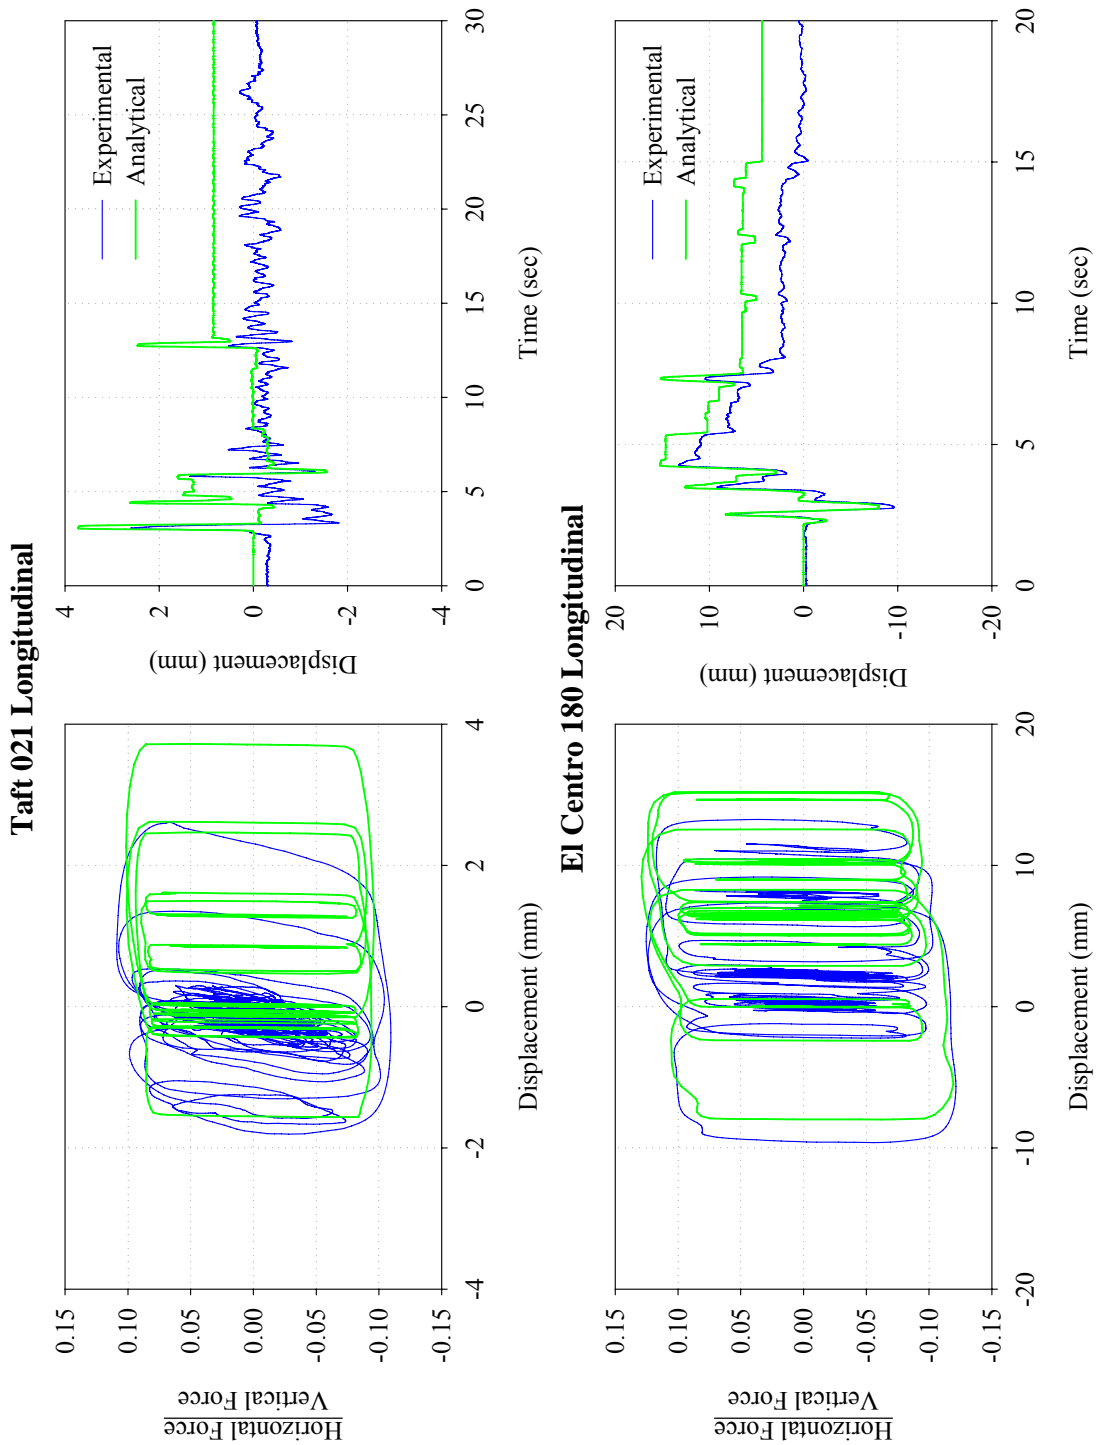 Taft 021 Longitudinal
Horizontal Force
Vertical Force
0.15
0.10
0.05
0.00
-0.05
-0.10
-0.15
-4
-2
0
2
4
Displacement (mm)
Displacement (mm)
4
2
0
-2
-4
0
5
10
15
20
25
30
Time (sec)
Experimental
Analytical
El Centro 180 Longitudinal
Horizontal Force
Vertical Force
0.15
0.10
0.05
0.00
-0.05
-0.10
-0.15
-20
-10
0
10
20
Displacement (mm)
Displacement (mm)
20
10
0
-10
-20
0
5
10
15
20
Time (sec)
Experimental
Analytical